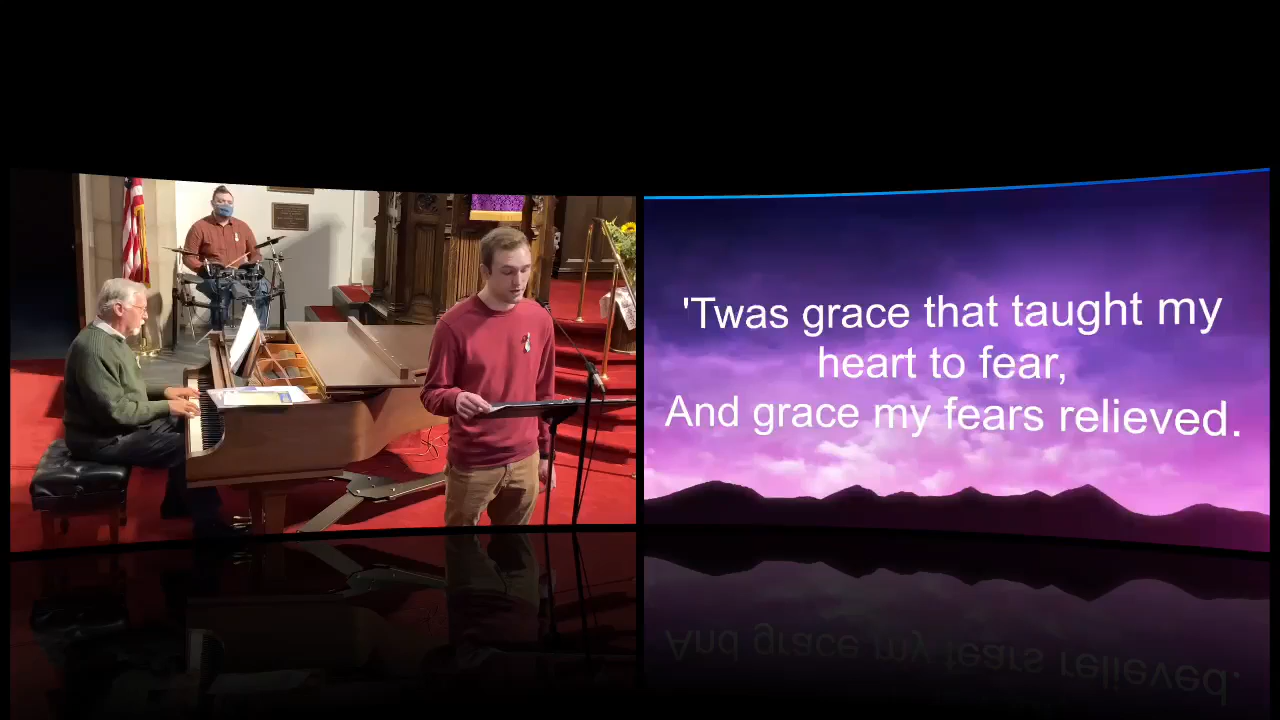 'Twas grace that taught my
heart to fear,
And grace my fears relieved.